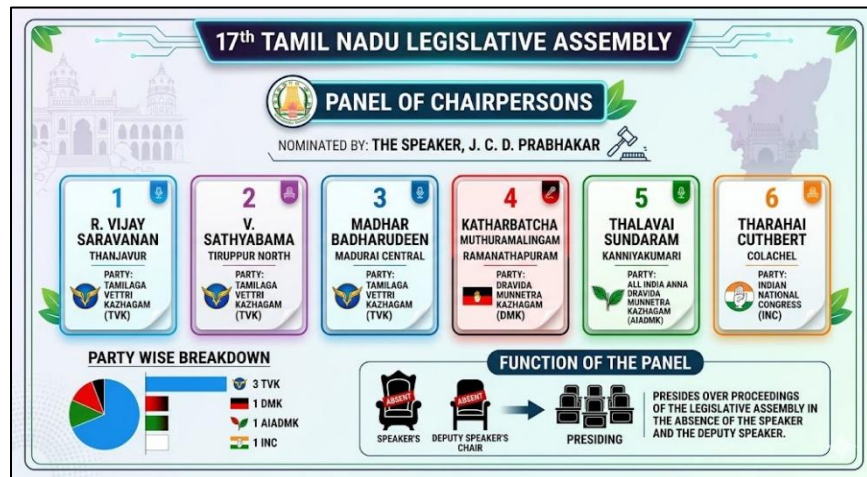 17th TAMIL NADU LEGISLATIVE ASSEMBLY
PANEL OF CHAIRPERSONS
NOMINATED BY: THE SPEAKER, J. C. D. PRABHAKAR
1
R. VIJAY
SARAVANAN
THANJAVUR
PARTY:
TAMILAGA
VETTRI
KAZHAGAM
(TVK)
2
V.
SATHYABAMA
TIRUPPUR NORTH
PARTY:
TAMILAGA
VETTRI
KAZHAGAM
(TVK)
3
MADHAR
BADHARUDEEN
MADURAI CENTRAL
PARTY:
TAMILAGA
VETTRI
KAZHAGAM
(TVK)
4
KATHARBATCHA
MUTHURAMALINGAM
RAMANATHAPURAM
PARTY:
DRAVIDA
MUNNETRA
KAZHAGAM
(DMK)
5
THALAVAI
SUNDARAM
KANNIYAKUMARI
PARTY:
ALL INDIA ANNA
DRAVIDA
MUNNETRA
KAZHAGAM
(AIADMK)
6
THARAHAI
CUTHBERT
COLACHEL
PARTY:
INDIAN
NATIONAL
CONGRESS
(INC)
PARTY WISE BREAKDOWN
3 TVK
1 DMK
1 AIADMK
1 INC
FUNCTION OF THE PANEL
ABSENT
SPEAKER'S
ABSENT
DEPUTY SPEAKER'S
CHAIR
PRESIDING
PRESIDES OVER PROCEEDINGS
OF THE LEGISLATIVE ASSEMBLY IN
THE ABSENCE OF THE SPEAKER
AND THE DEPUTY SPEAKER.